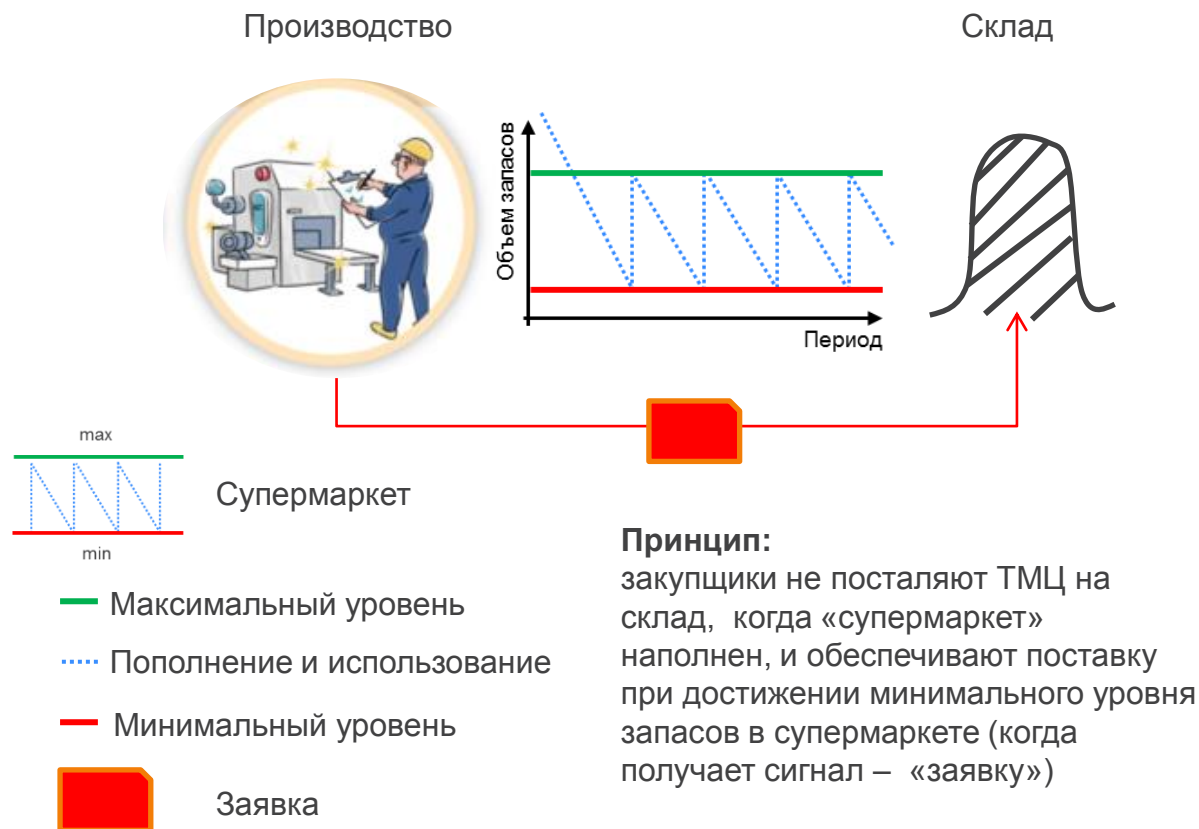 Производство
Склад
Объем запасов
Период
max
Супермаркет
min
Максимальный уровень
Пополнение и использование
Минимальный уровень
Заявка
Принцип:
закупщики не посталяют ТМЦ на
склад, когда «супермаркет»
наполнен, и обеспечивают поставку
при достижении минимального уровня
запасов в супермаркете (когда
получает сигнал – «заявку»)